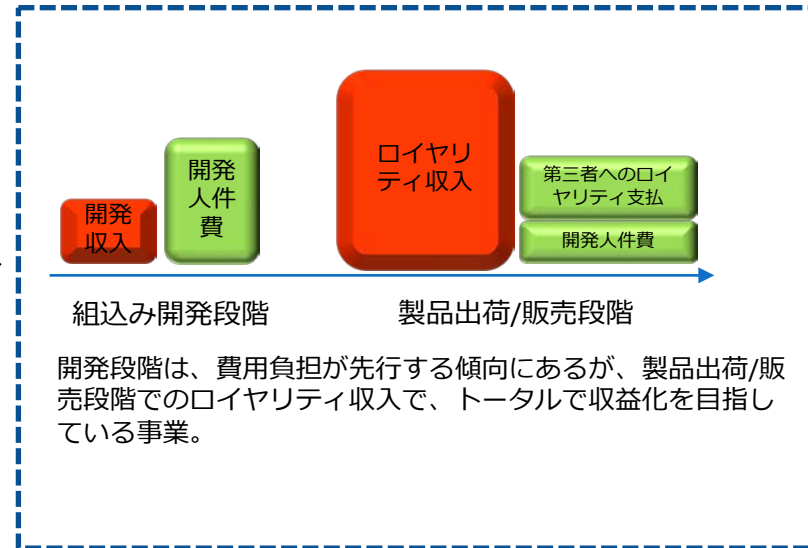 開発
収入
開発
人件
費
ロイヤリ
ティ収入
第三者へのロイ
ヤリティ支払
開発人件費
組込み開発段階
製品出荷/販売段階
開発段階は、費用負担が先行する傾向にあるが、製品出荷/販
売段階でのロイヤリティ収入で、トータルで収益化を目指し
ている事業。